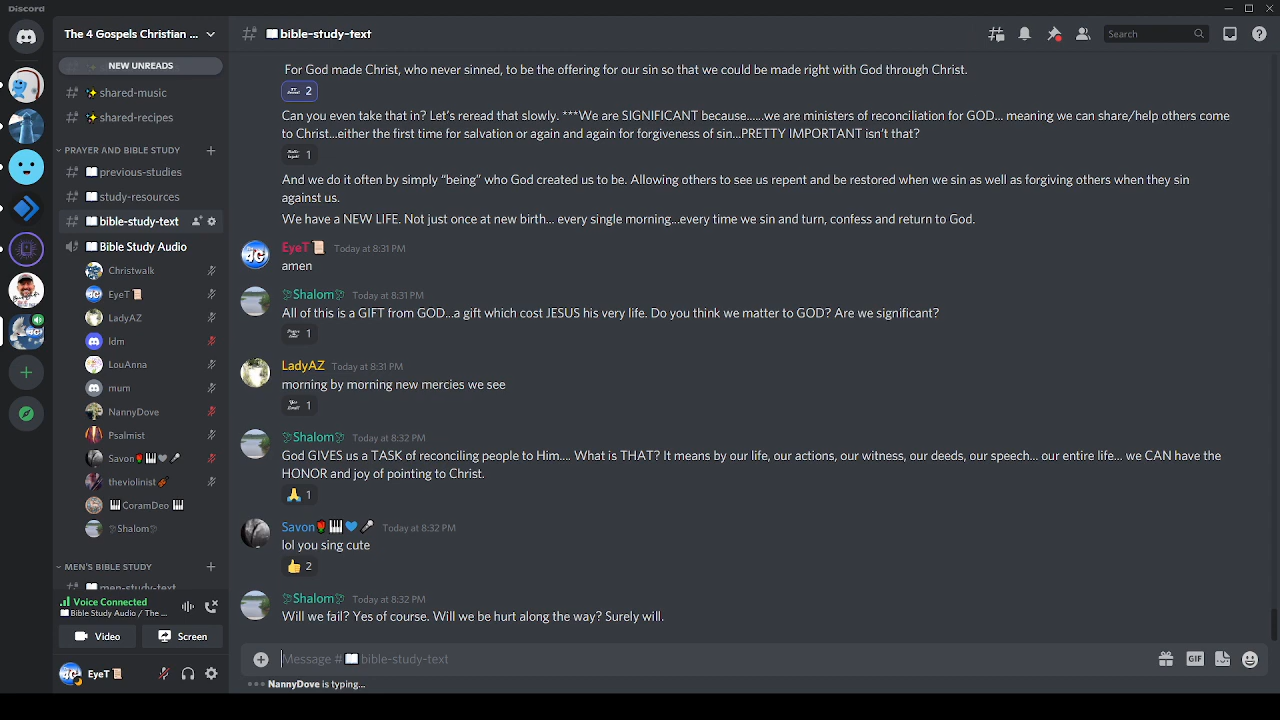 Discord
The 4 Gospels Christian ...
📖bible-study-text
Search
NEW UNREADS
✨shared-music
✨shared-recipes
PRAYER AND BIBLE STUDY
📖previous-studies
📖study-resources
📖bible-study-text
Bible Study Audio
Christwalk
EyeT📜
LadyAZ
ldm
LouAnna
mum
NannyDove
Psalmist
Savon🌹🎹🖤🎤
theviolinist🎻
🎹CoramDeo🎹
🕊Shalom🕊
MEN'S BIBLE STUDY
📖men-study-text
Voice Connected
📖Bible Study Audio / The ...
Video
Screen
EyeT📜
For God made Christ, who never sinned, to be the offering for our sin so that we could be made right with God through Christ.
2
Can you even take that in? Let's reread that slowly. ***We are SIGNIFICANT because......we are ministers of reconciliation for GOD... meaning we can share/help others come
to Christ...either the first time for salvation or again and again for forgiveness of sin...PRETTY IMPORTANT isn't that?
1
And we do it often by simply “being” who God created us to be. Allowing others to see us repent and be restored when we sin as well as forgiving others when they sin
against us.
We have a NEW LIFE. Not just once at new birth... every single morning...every time we sin and turn, confess and return to God.
EyeT📜 Today at 8:31 PM
amen
🕊Shalom🕊 Today at 8:31 PM
All of this is a GIFT from GOD...a gift which cost JESUS his very life. Do you think we matter to GOD? Are we significant?
1
LadyAZ Today at 8:31 PM
morning by morning new mercies we see
1
🕊Shalom🕊 Today at 8:32 PM
God GIVES us a TASK of reconciling people to Him.... What is THAT? It means by our life, our actions, our witness, our deeds, our speech... our entire life... we CAN have the
HONOR and joy of pointing to Christ.
🙏 1
Savon🌹🎹💙🎤 Today at 8:32 PM
lol you sing cute
👍 2
🕊Shalom🕊 Today at 8:32 PM
Will we fail? Yes of course. Will we be hurt along the way? Surely will.
Message #📖bible-study-text
GIF
NannyDove is typing...